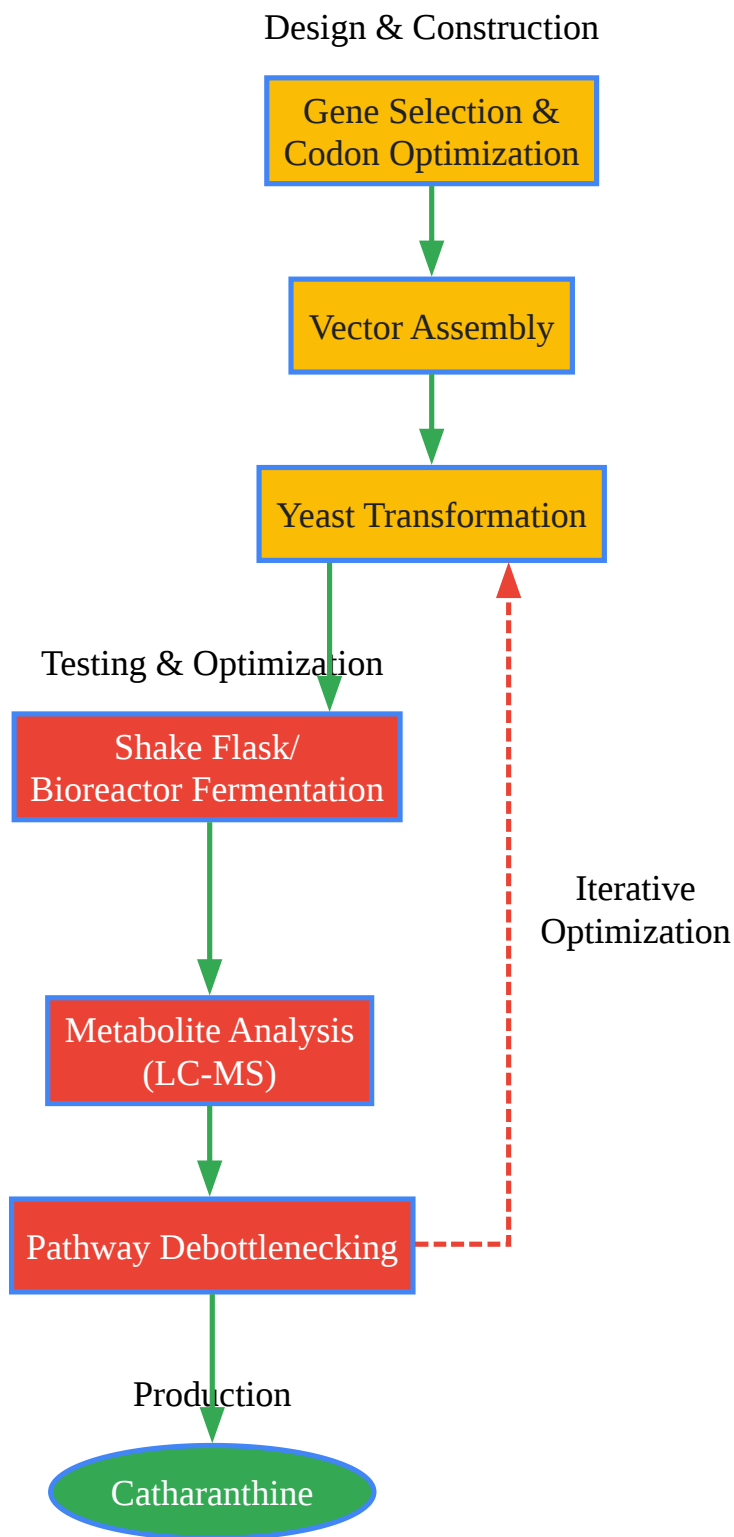 Design & Construction
Gene Selection &
Codon Optimization
Vector Assembly
Yeast Transformation
Testing & Optimization
Shake Flask/
Bioreactor Fermentation
Iterative
Optimization
Metabolite Analysis
(LC-MS)
Pathway Debottlenecking
Production
Catharanthine